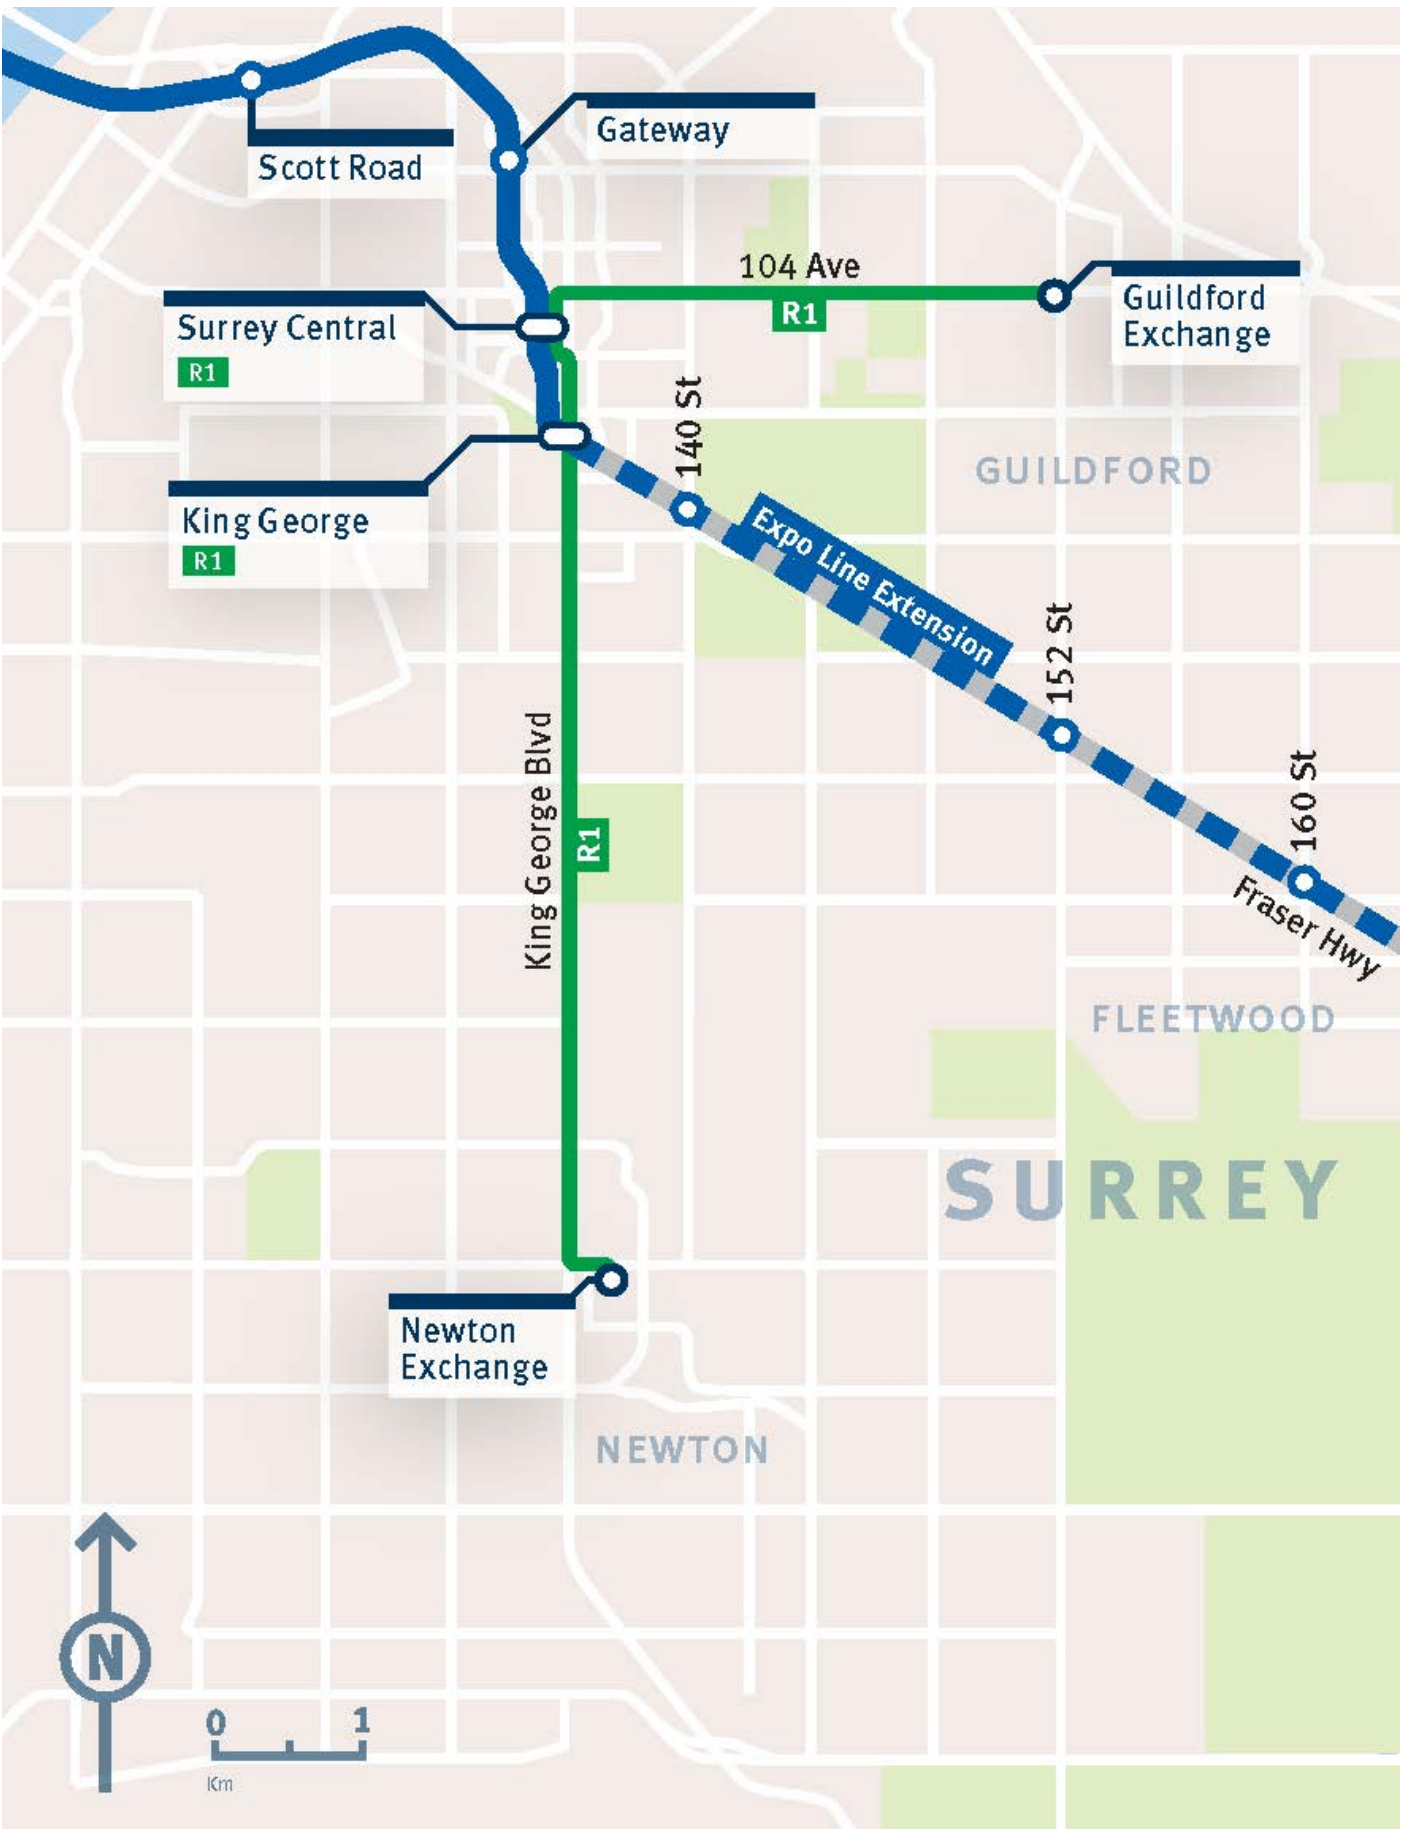 Gateway
Scott Road
104 Ave
R1
Guildford
Exchange
Surrey Central
R1
140 St
GUILDFORD
King George
R1
Expo Line Extension
152 St
King George Blvd
R1
160 St
Fraser Hwy
FLEETWOOD
SURREY
Newton
Exchange
NEWTON
N
0 1
Km